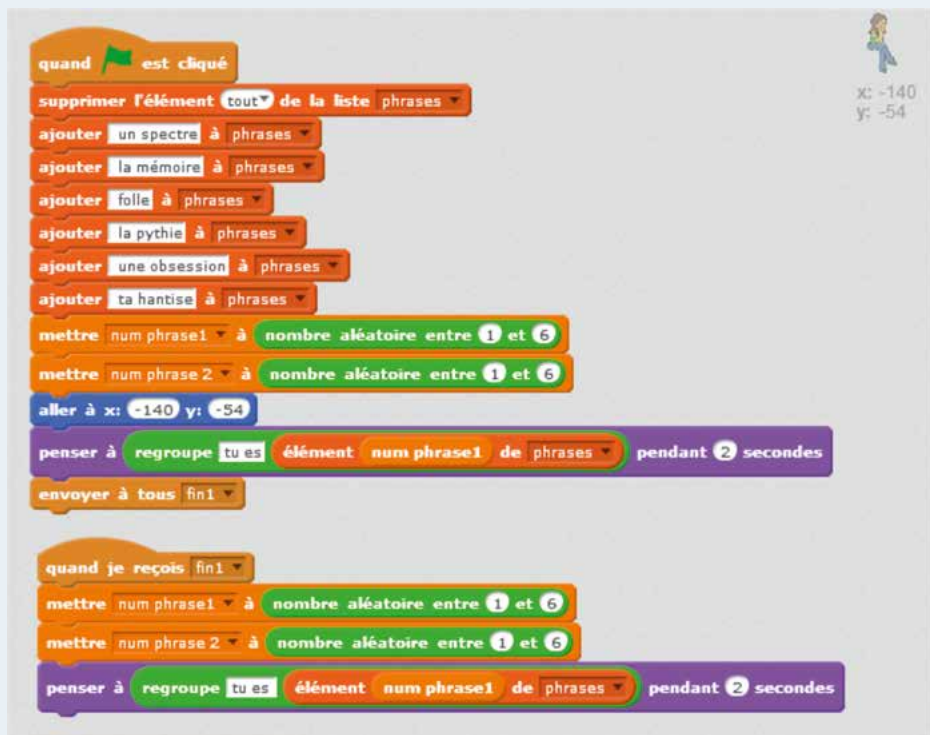 quand est cliqué
x: -140
y: -54
supprimer l'élément tout de la liste phrases
ajouter un spectre à phrases
ajouter la mémoire à phrases
ajouter folle à phrases
ajouter la pythie à phrases
ajouter une obsession à phrases
ajouter ta hantise à phrases
mettre num phrase1 à nombre aléatoire entre 1 et 6
mettre num phrase 2 à nombre aléatoire entre 1 et 6
aller à x: -140 y: -54
penser à regroupe tu es élément num phrase1 de phrases pendant 2 secondes
envoyer à tous fin1
quand je reçois fin1
mettre num phrase1 à nombre aléatoire entre 1 et 6
mettre num phrase 2 à nombre aléatoire entre 1 et 6
penser à regroupe tu es élément num phrase1 de phrases pendant 2 secondes